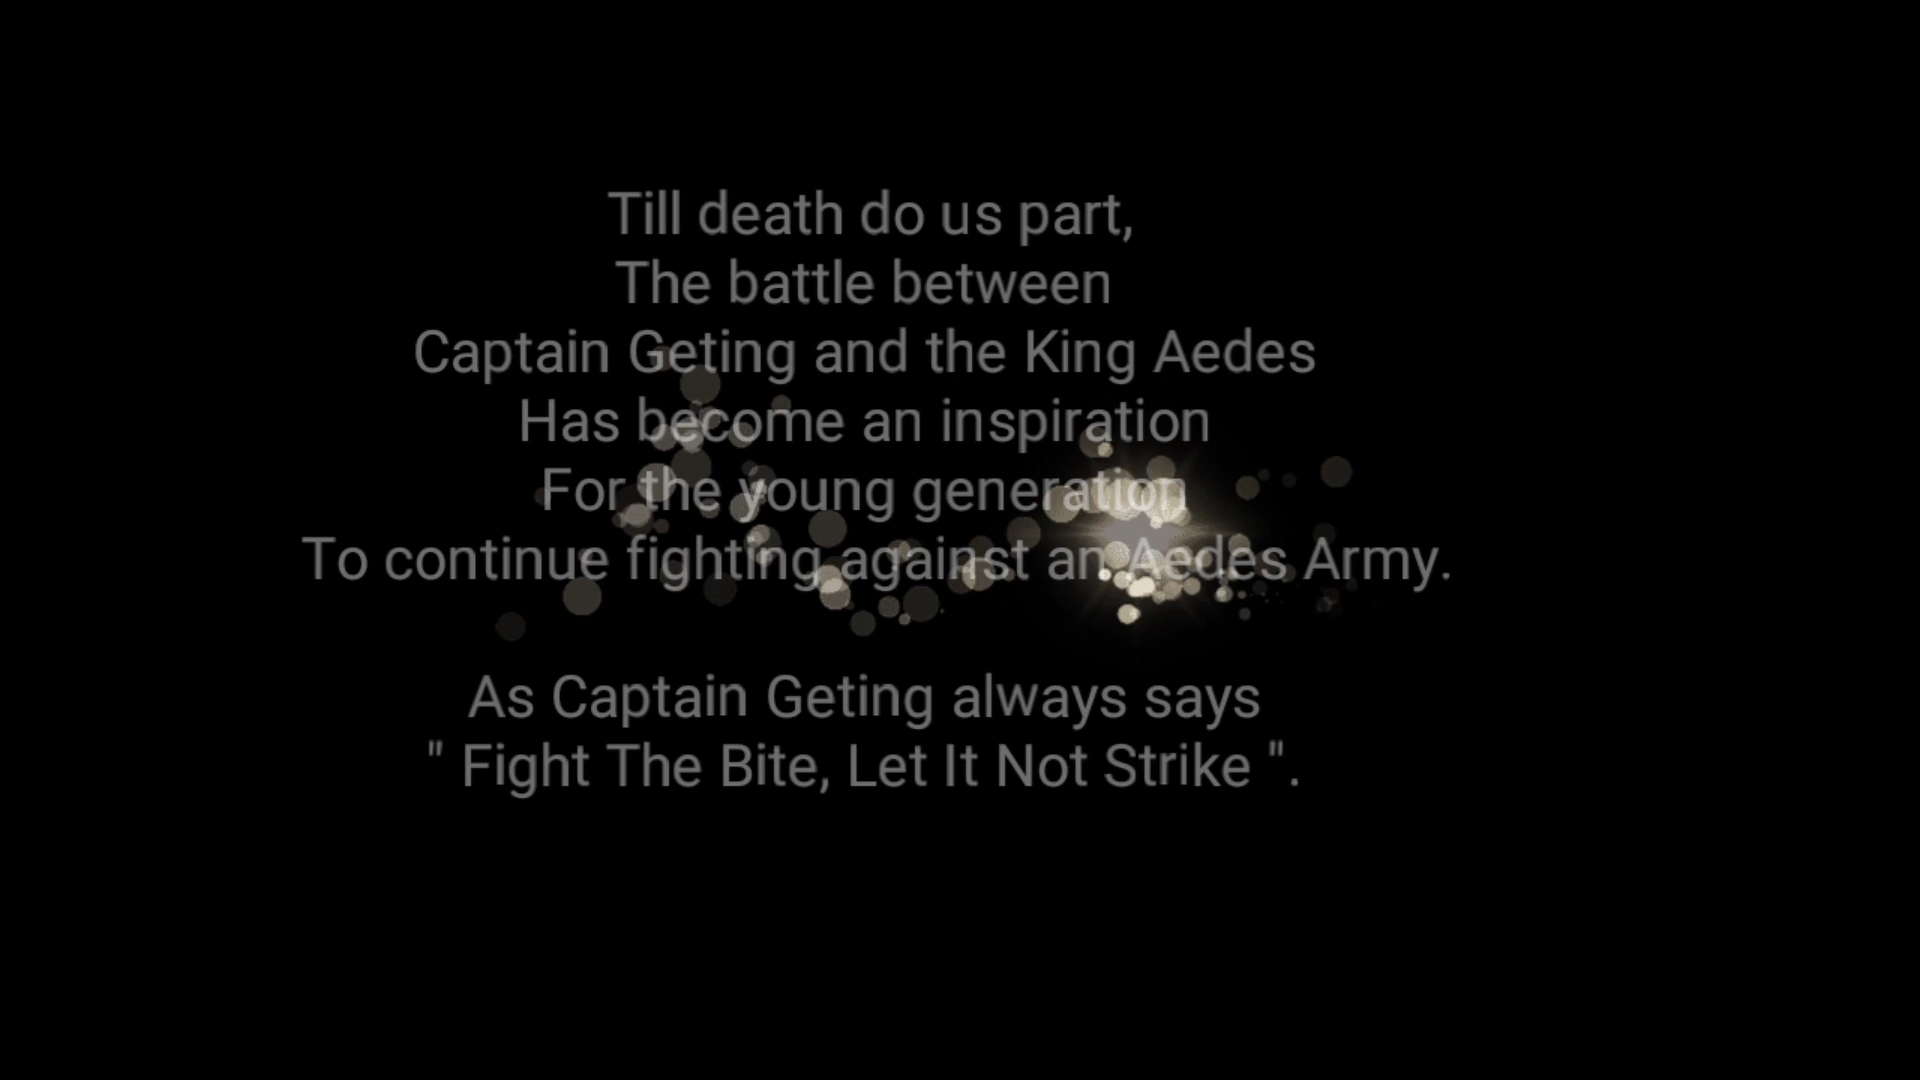 Till death do us part,
The battle between
Captain Geting and the King Aedes
Has become an inspiration
For the young generation
To continue fighting against an Aedes Army.
As Captain Geting always says
" Fight The Bite, Let It Not Strike ".